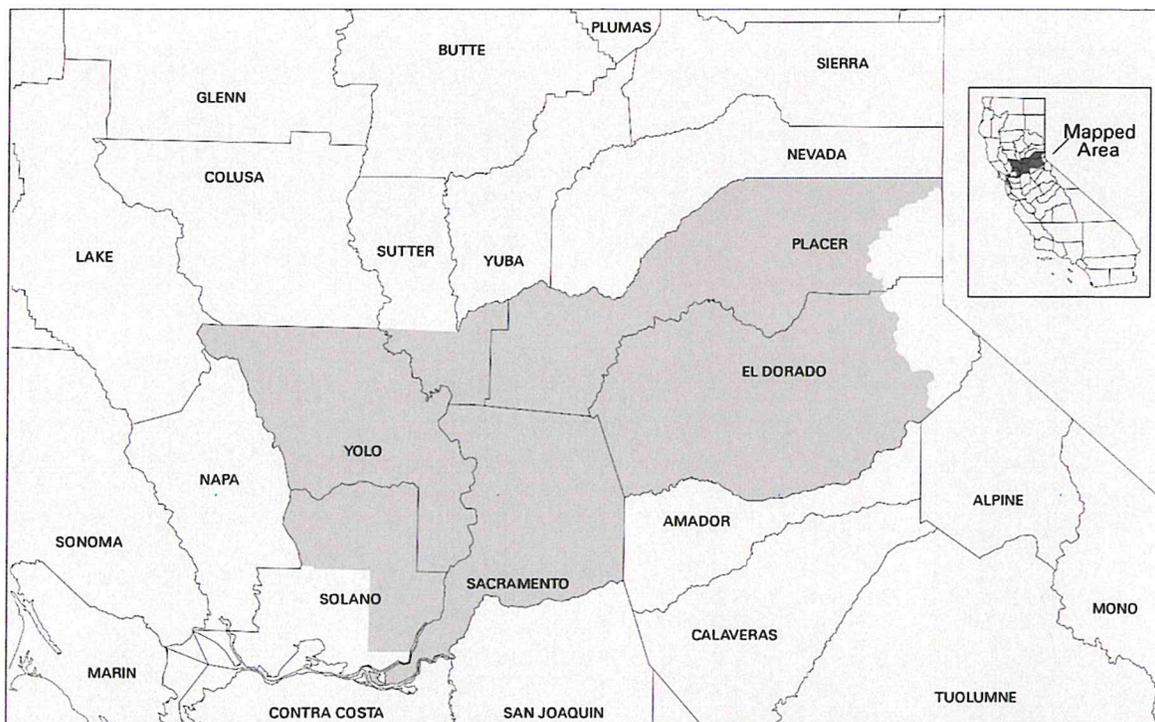 PLUMAS
BUTTE
SIERRA
GLENN
Mapped
Area
NEVADA
COLUSA
PLACER
SUTTER
LAKE
YUBA
EL DORADO
YOLO
NAPA
ALPINE
AMADOR
SONOMA
SACRAMENTO
SOLANO
MONO
CALAVERAS
MARIN
TUOLUMNE
CONTRA COSTA
SAN JOAQUIN